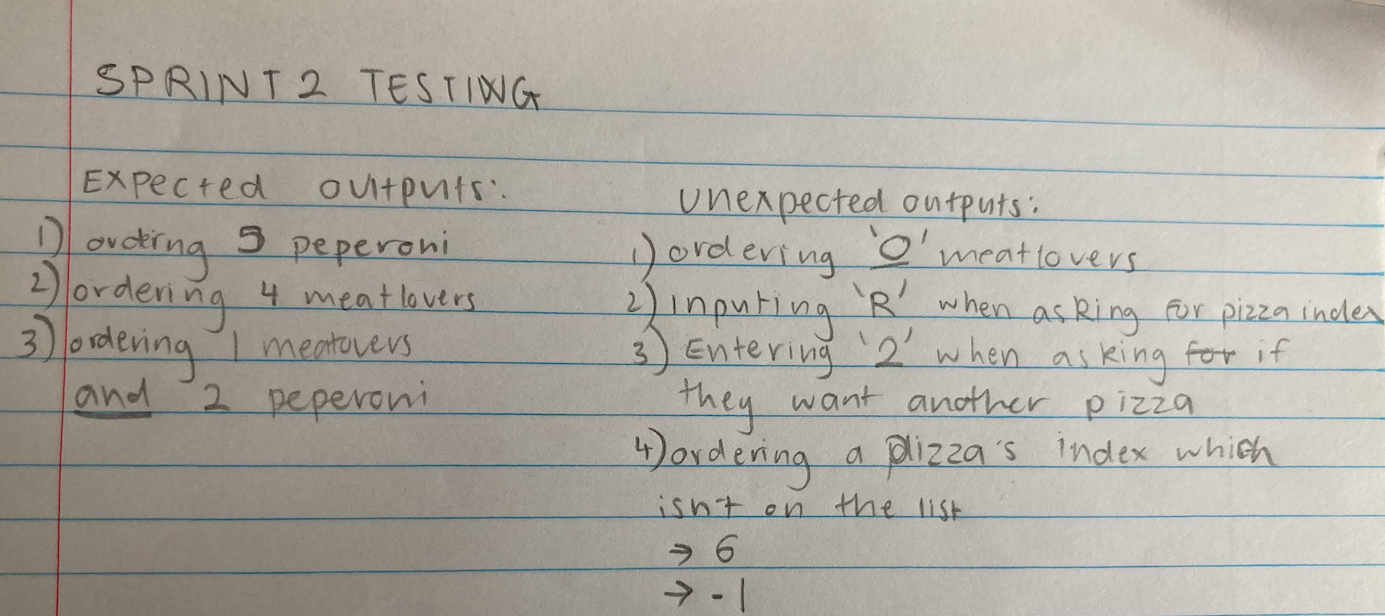 SPRINT 2 TESTING
Expected outputs:
1) ordering 5 peperoni
2) ordering 4 meatlovers
3) ordering 1 meatovers
and 2 peperoni
unexpected outputs:
1) ordering '0' meatlovers
2) inputing 'R' when asking for pizza index
3) Entering '2' when asking for if
they want another pizza
4) ordering a pizza's index which
isn't on the list
→ 6
→ -1